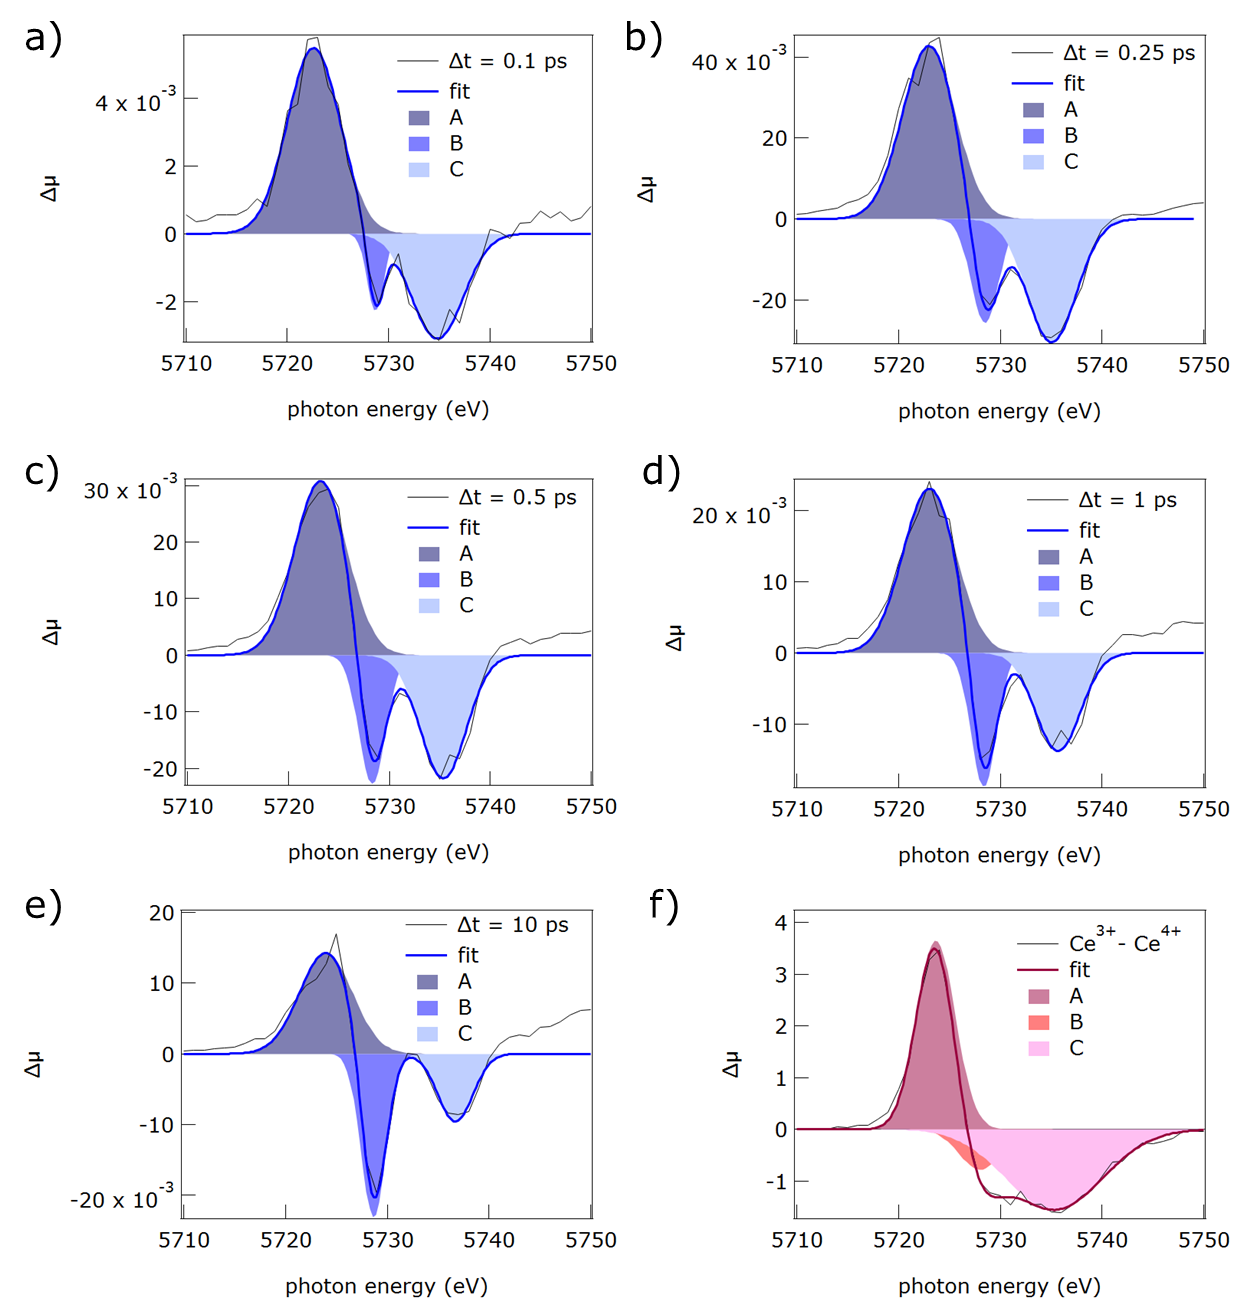 a)
Δt = 0.1 ps
fit
A
B
C
4 x 10-3
2
0
-2
Δμ
5710 5720 5730 5740 5750
photon energy (eV)
b)
Δt = 0.25 ps
fit
A
B
C
40 x 10-3
20
0
-20
Δμ
5710 5720 5730 5740 5750
photon energy (eV)
c)
Δt = 0.5 ps
fit
A
B
C
30 x 10-3
20
10
0
-10
-20
Δμ
5710 5720 5730 5740 5750
photon energy (eV)
d)
Δt = 1 ps
fit
A
B
C
20 x 10-3
10
0
-10
Δμ
5710 5720 5730 5740 5750
photon energy (eV)
e)
Δt = 10 ps
fit
A
B
C
20
10
0
-10
-20 x 10-3
Δμ
5710 5720 5730 5740 5750
photon energy (eV)
f)
Ce3+- Ce4+
fit
A
B
C
4
3
2
1
0
-1
Δμ
5710 5720 5730 5740 5750
photon energy (eV)